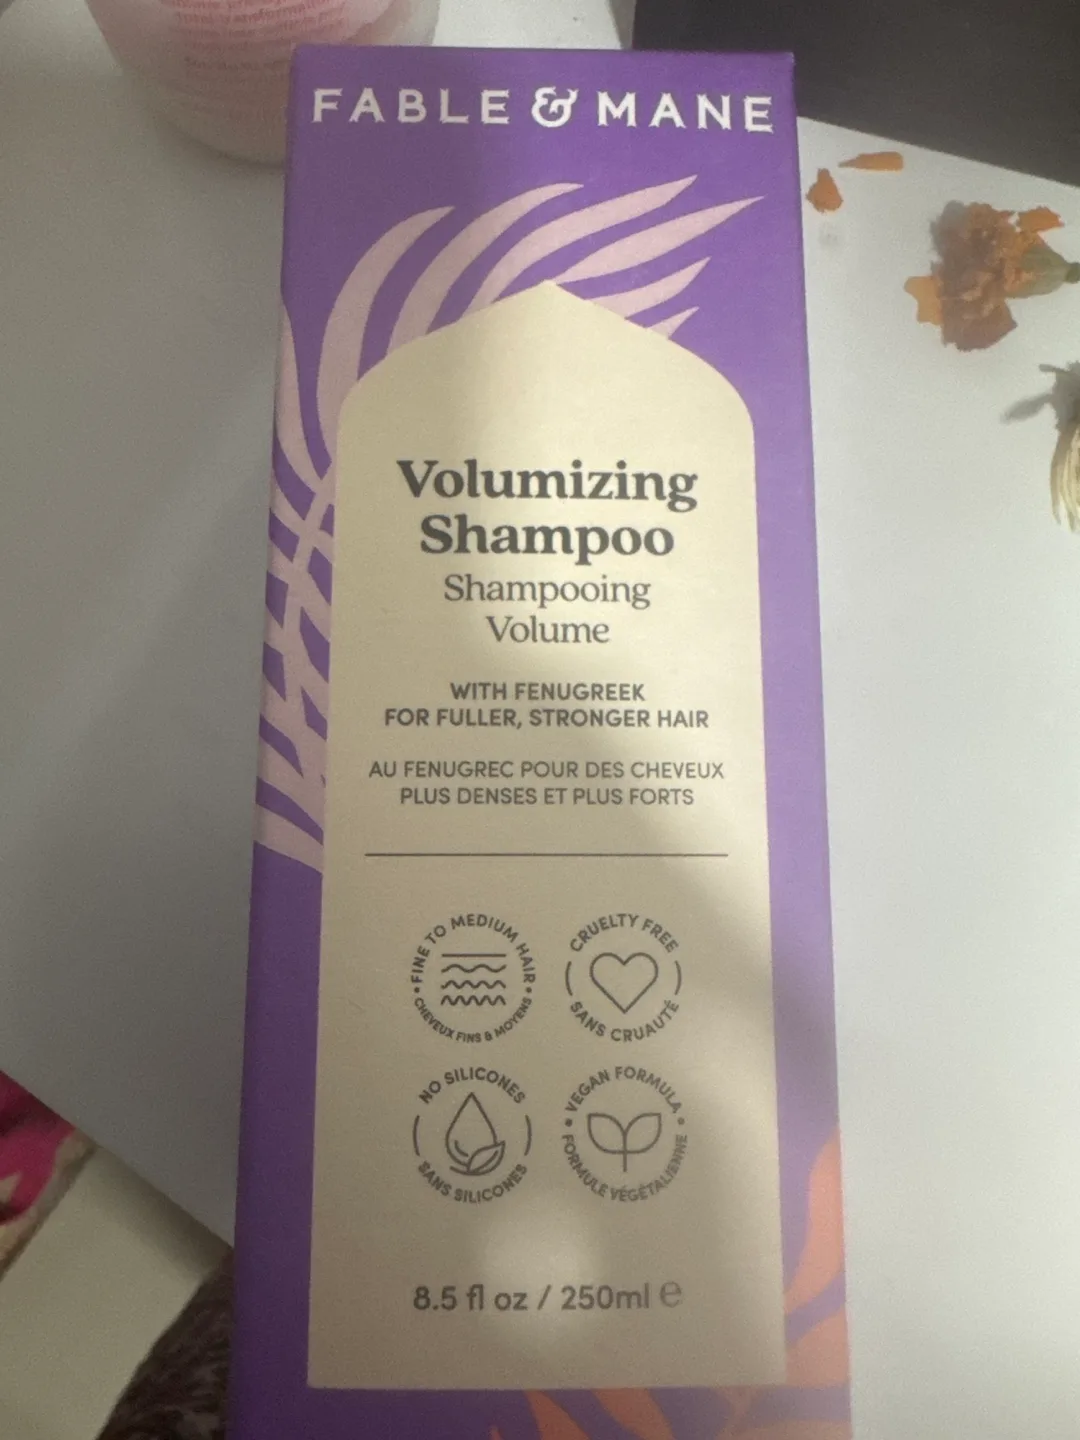 FABLE & MANE
Volumizing
Shampoo
Shampooing
Volume
WITH FENUGREEK
FOR FULLER, STRONGER HAIR
AU FENUGREC POUR DES CHEVEUX
PLUS DENSES ET PLUS FORTS
• FINE TO MEDIUM HAIR •
CHEVEUX FINS & MOYENS
CRUELTY FREE
SANS CRUAUTÉ
NO SILICONES
SANS SILICONES
• VEGAN FORMULA •
FORMULE VÉGÉTALIENNE
8.5 fl oz / 250ml e